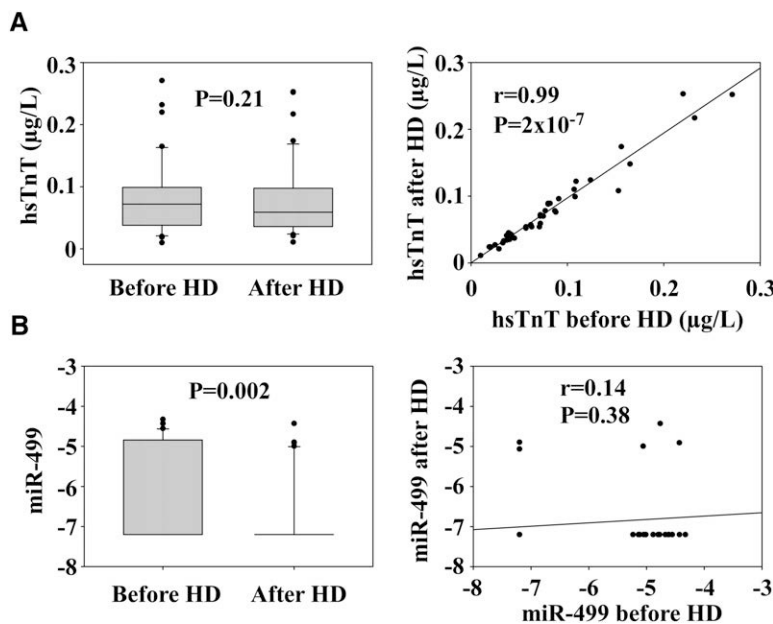 A
hsTnT (µg/L)
0.3
0.2
0.1
0
P=0.21
Before HD
After HD
hsTnT after HD (µg/L)
0.3
0.2
0.1
0
r=0.99
P=2x10⁻⁷
0
0.1
0.2
0.3
hsTnT before HD (µg/L)
B
miR-499
-3
-4
-5
-6
-7
-8
P=0.002
Before HD
After HD
miR-499 after HD
-3
-4
-5
-6
-7
-8
r=0.14
P=0.38
-8
-7
-6
-5
-4
-3
miR-499 before HD